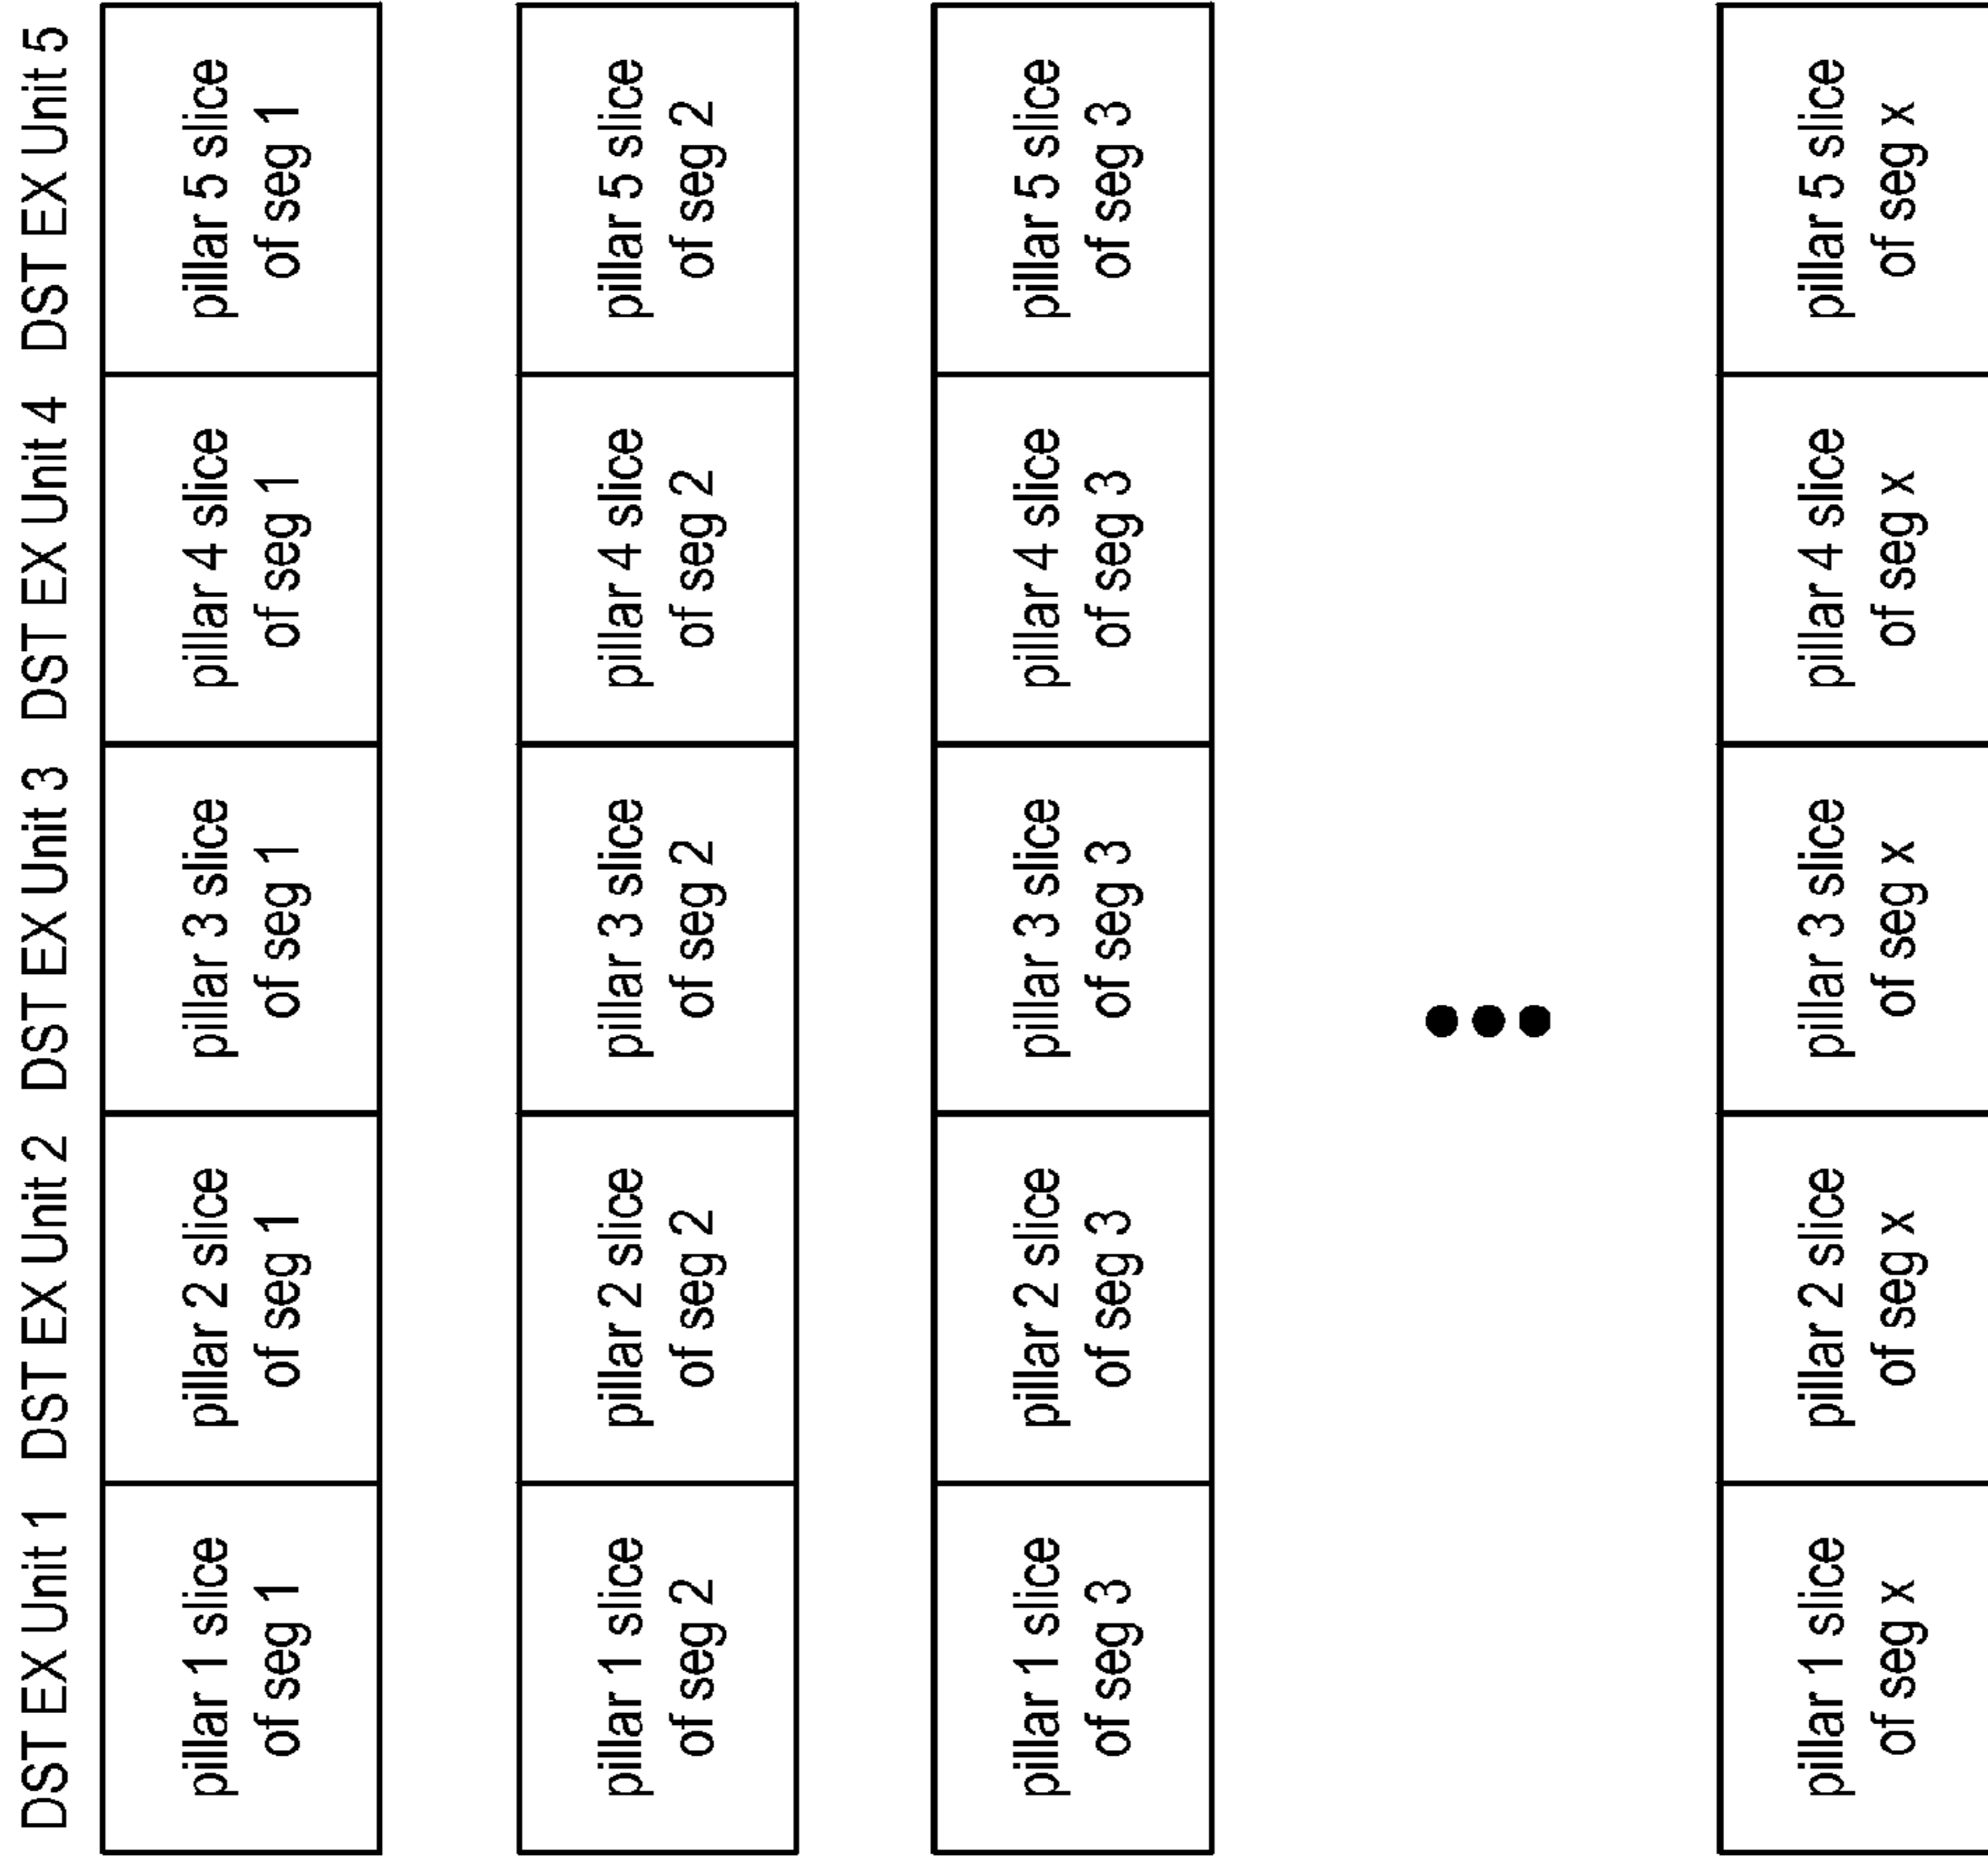 DST EX Unit 1 DST EX Unit 2 DST EX Unit 3 DST EX Unit 4 DST EX Unit 5
pillar 1 slice
of seg 1
pillar 2 slice
of seg 1
pillar 3 slice
of seg 1
pillar 4 slice
of seg 1
pillar 5 slice
of seg 1
pillar 1 slice
of seg 2
pillar 2 slice
of seg 2
pillar 3 slice
of seg 2
pillar 4 slice
of seg 2
pillar 5 slice
of seg 2
pillar 1 slice
of seg 3
pillar 2 slice
of seg 3
pillar 3 slice
of seg 3
pillar 4 slice
of seg 3
pillar 5 slice
of seg 3
pillar 1 slice
of seg x
pillar 2 slice
of seg x
pillar 3 slice
of seg x
pillar 4 slice
of seg x
pillar 5 slice
of seg x